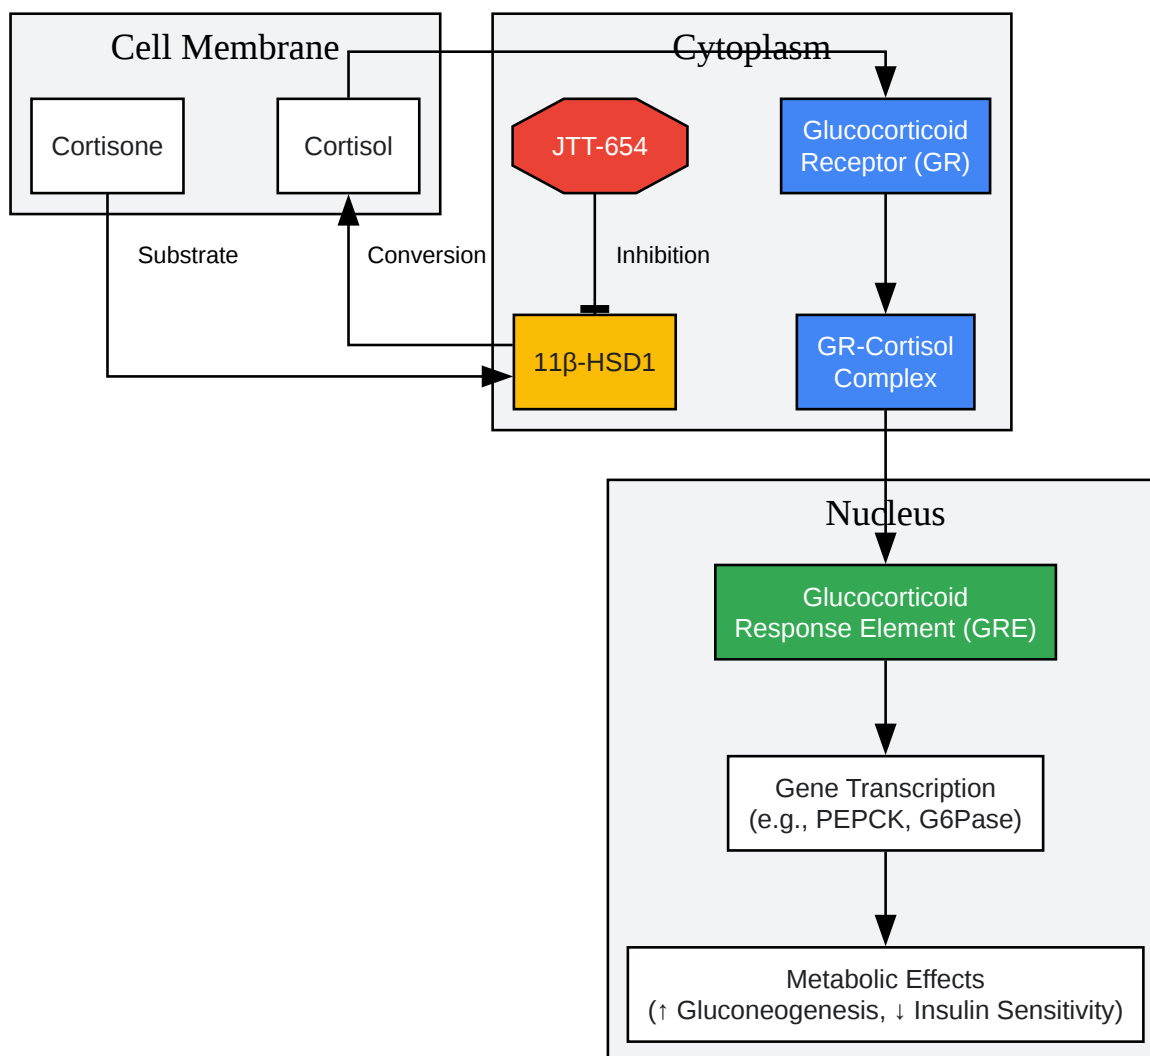 Cell Membrane
Cytoplasm
Cortisone
Cortisol
JTT-654
Glucocorticoid
Receptor (GR)
Substrate
Conversion
Inhibition
11β-HSD1
GR-Cortisol
Complex
Nucleus
Glucocorticoid
Response Element (GRE)
Gene Transcription
(e.g., PEPCK, G6Pase)
Metabolic Effects
(↑ Gluconeogenesis, ↓ Insulin Sensitivity)